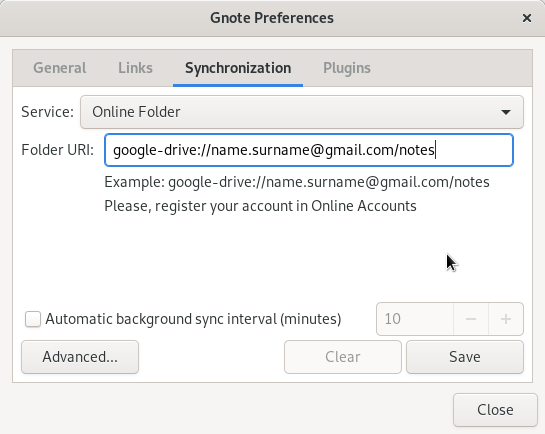 Gnote Preferences
General Links Synchronization Plugins
Service: Online Folder
Folder URI: google-drive://name.surname@gmail.com/notes
Example: google-drive://name.surname@gmail.com/notes
Please, register your account in Online Accounts
Automatic background sync interval (minutes) 10
Advanced... Clear Save
Close